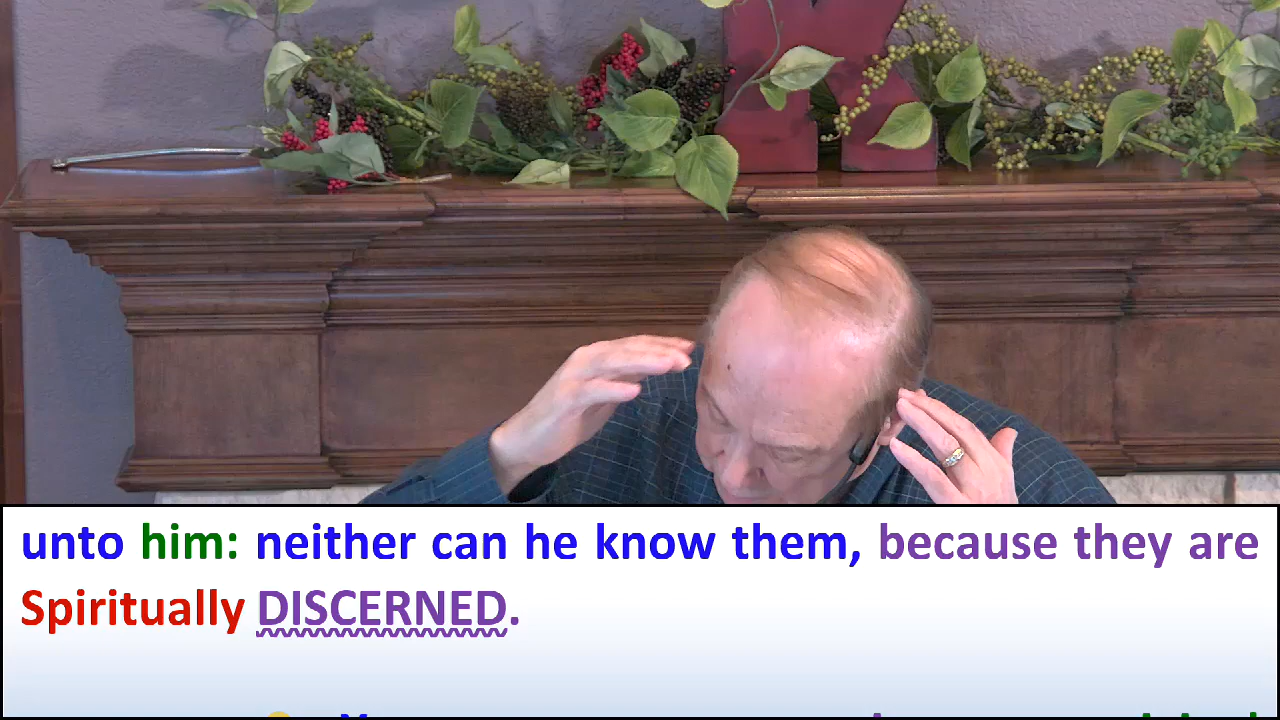 K
unto him: neither can he know them, because they are
Spiritually DISCERNED.